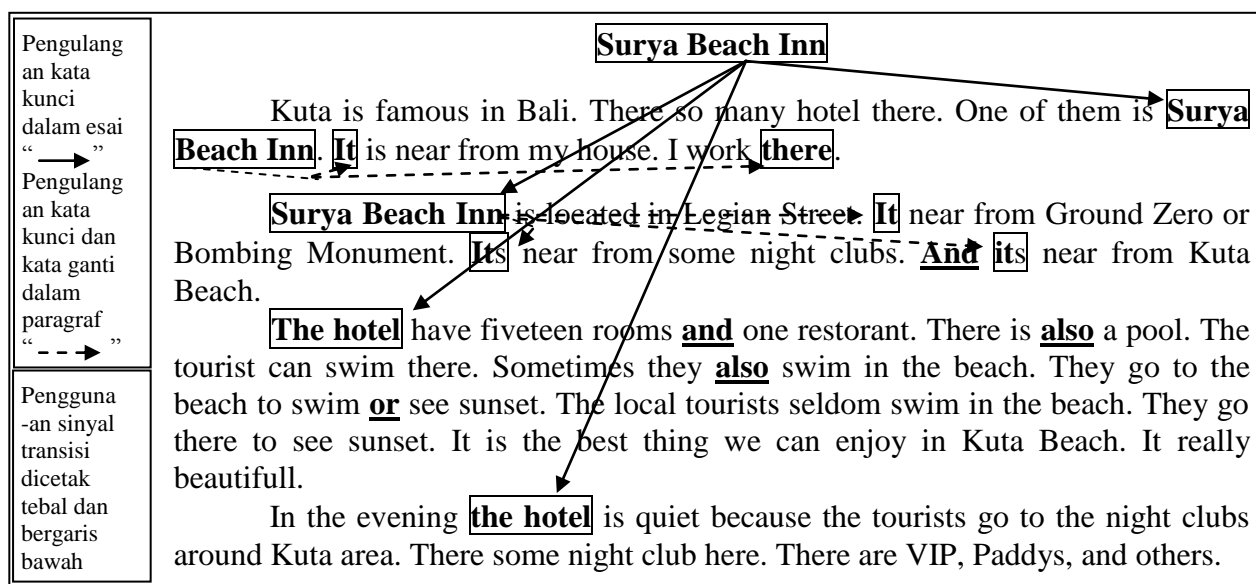 Pengulang
an kata
kunci
dalam esai
“ ”
Pengulang
an kata
kunci dan
kata ganti
dalam
paragraf
“ ”
Pengguna
-an sinyal
transisi
dicetak
tebal dan
bergaris
bawah
Surya Beach Inn
Kuta is famous in Bali. There so many hotel there. One of them is Surya
Beach Inn. It is near from my house. I work there.
Surya Beach Inn is located in Legian Street. It near from Ground Zero or
Bombing Monument. Its near from some night clubs. And its near from Kuta
Beach.
The hotel have fiveteen rooms and one restorant. There is also a pool. The
tourist can swim there. Sometimes they also swim in the beach. They go to the
beach to swim or see sunset. The local tourists seldom swim in the beach. They go
there to see sunset. It is the best thing we can enjoy in Kuta Beach. It really
beautifull.
In the evening the hotel is quiet because the tourists go to the night clubs
around Kuta area. There some night club here. There are VIP, Paddys, and others.